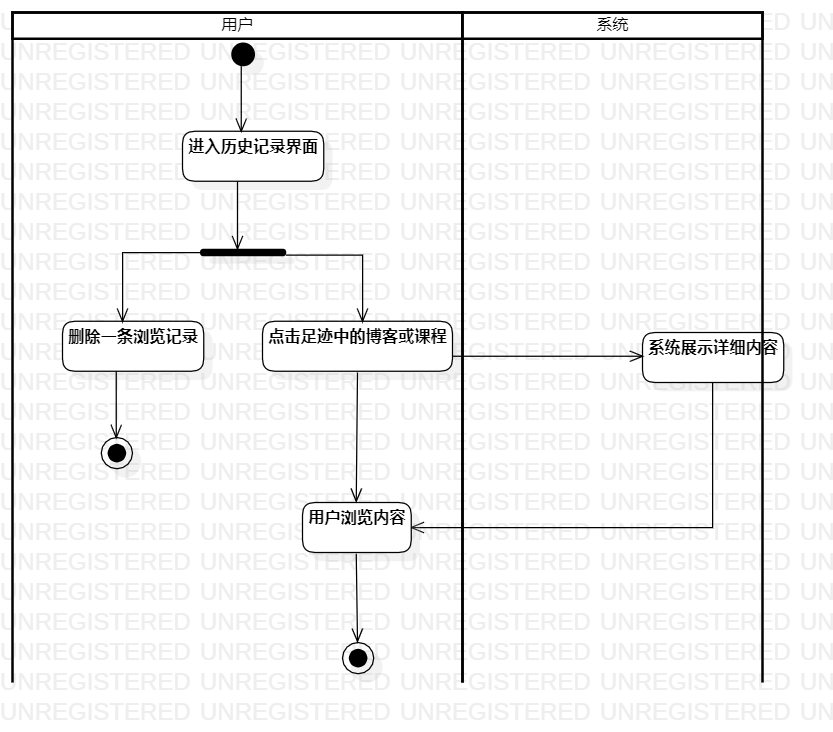 用户
系统
进入历史记录界面
删除一条浏览记录
点击足迹中的博客或课程
系统展示详细内容
用户浏览内容
UNREGISTERED